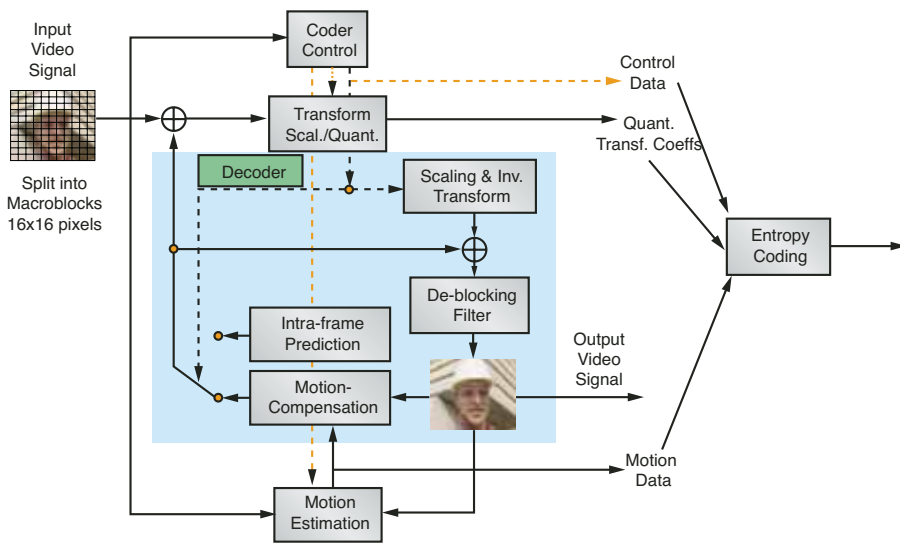 Input
Video
Signal
Split into
Macroblocks
16x16 pixels
Coder
Control
Transform
Scal./Quant.
Decoder
Scaling & Inv.
Transform
De-blocking
Filter
Intra-frame
Prediction
Motion-
Compensation
Motion
Estimation
Control
Data
Quant.
Transf. Coeffs
Entropy
Coding
Output
Video
Signal
Motion
Data